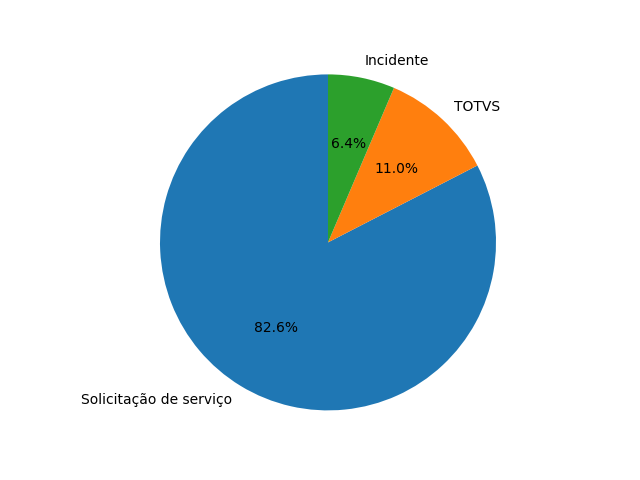 Incidente
TOTVS
6.4%
11.0%
82.6%
Solicitação de serviço